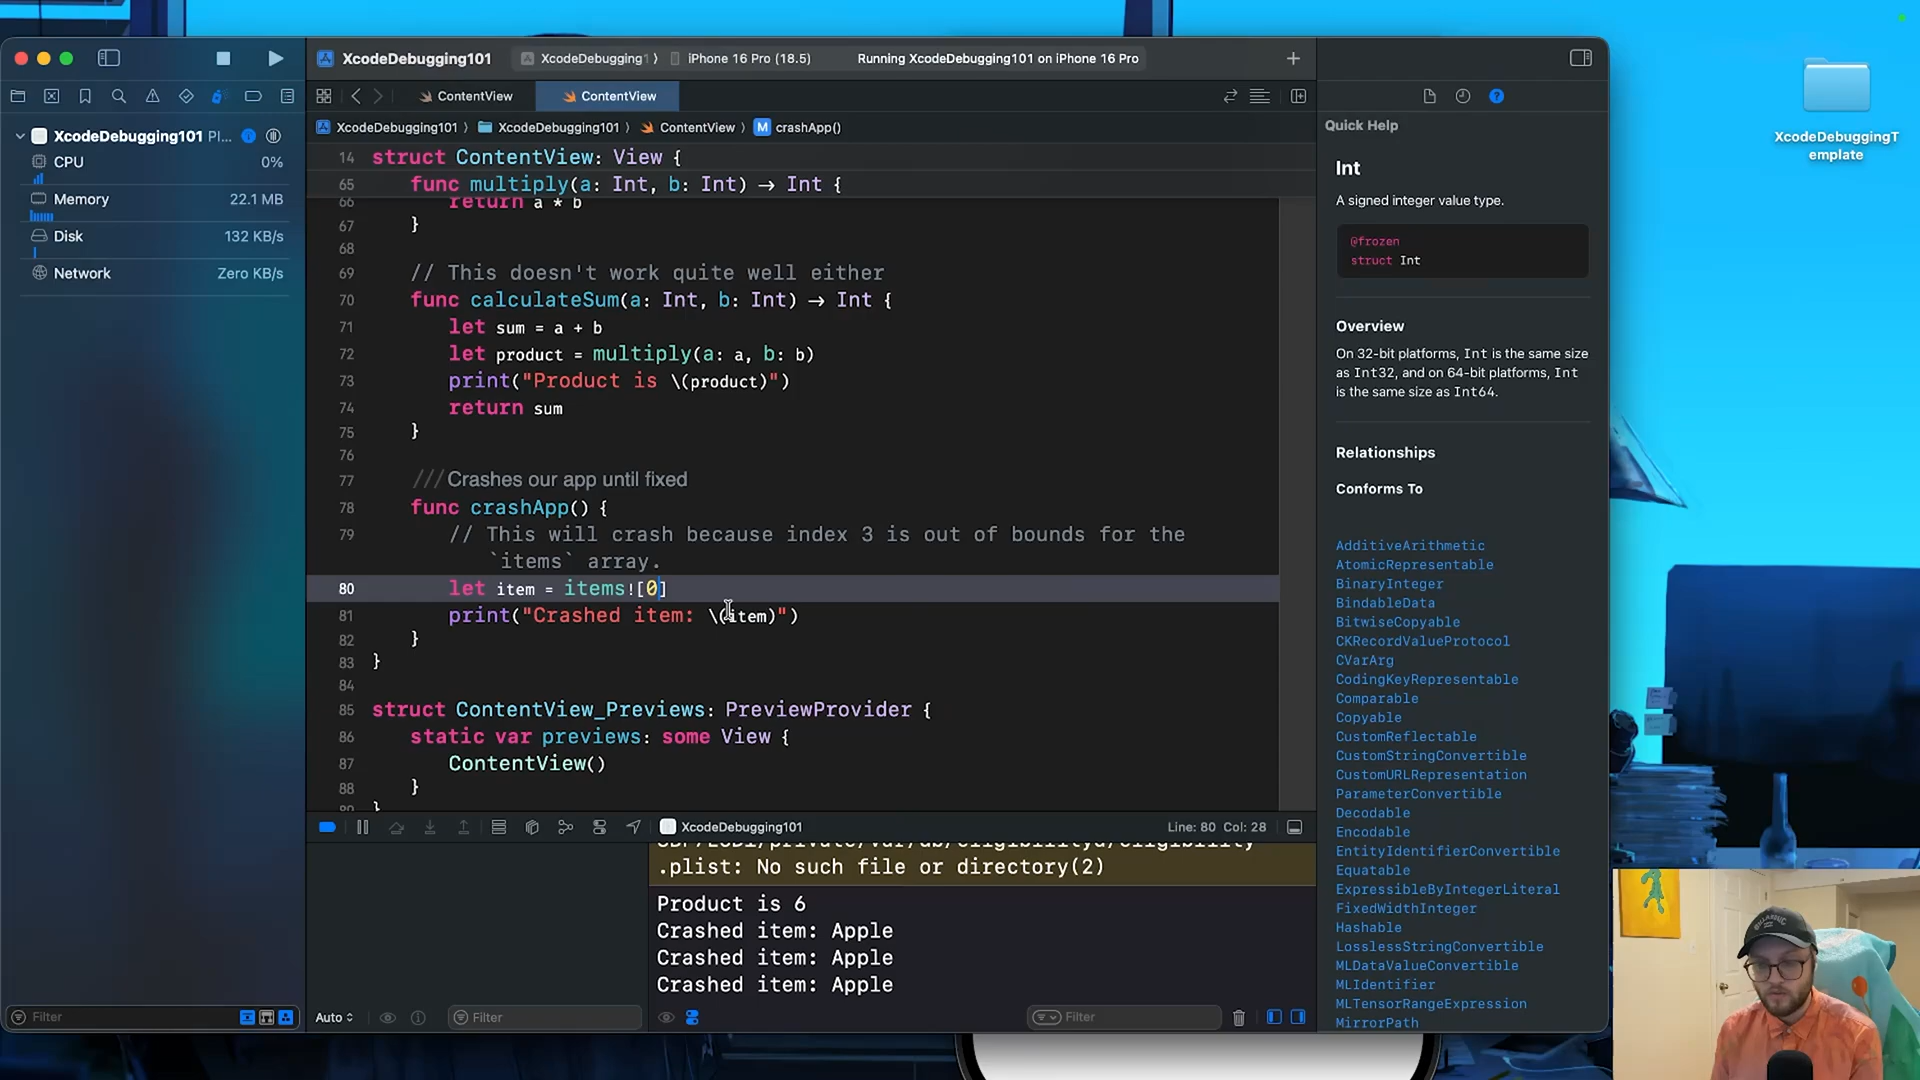 XcodeDebugging101
XcodeDebugging1
iPhone 16 Pro (18.5)
Running XcodeDebugging101 on iPhone 16 Pro
ContentView
ContentView
XcodeDebugging101 PI...
CPU 0%
Memory 22.1 MB
Disk 132 KB/s
Network Zero KB/s
Filter
XcodeDebugging101 〉 XcodeDebugging101 〉 ContentView 〉 M crashApp()
14 struct ContentView: View {
65 func multiply(a: Int, b: Int) -> Int {
66 return a * b
67 }
68
69 // This doesn't work quite well either
70 func calculateSum(a: Int, b: Int) -> Int {
71 let sum = a + b
72 let product = multiply(a: a, b: b)
73 print("Product is \(product)")
74 return sum
75 }
76
77 /// Crashes our app until fixed
78 func crashApp() {
79 // This will crash because index 3 is out of bounds for the
`items` array.
80 let item = items![0]
81 print("Crashed item: \(item)")
82 }
83 }
84
85 struct ContentView_Previews: PreviewProvider {
86 static var previews: some View {
87 ContentView()
88 }
89 }
XcodeDebugging101
Line: 80 Col: 28
.plist: No such file or directory(2)
Product is 6
Crashed item: Apple
Crashed item: Apple
Crashed item: Apple
Auto
Filter
Filter
Quick Help
Int
A signed integer value type.
@frozen
struct Int
Overview
On 32-bit platforms, Int is the same size
as Int32, and on 64-bit platforms, Int
is the same size as Int64.
Relationships
Conforms To
AdditiveArithmetic
AtomicRepresentable
BinaryInteger
BindableData
BitwiseCopyable
CKRecordValueProtocol
CVarArg
CodingKeyRepresentable
Comparable
Copyable
CustomReflectable
CustomStringConvertible
CustomURLRepresentation
ParameterConvertible
Decodable
Encodable
EntityIdentifierConvertible
Equatable
ExpressibleByIntegerLiteral
FixedWidthInteger
Hashable
LosslessStringConvertible
MLDataValueConvertible
MLIdentifier
MLTensorRangeExpression
MirrorPath
XcodeDebuggingT
emplate